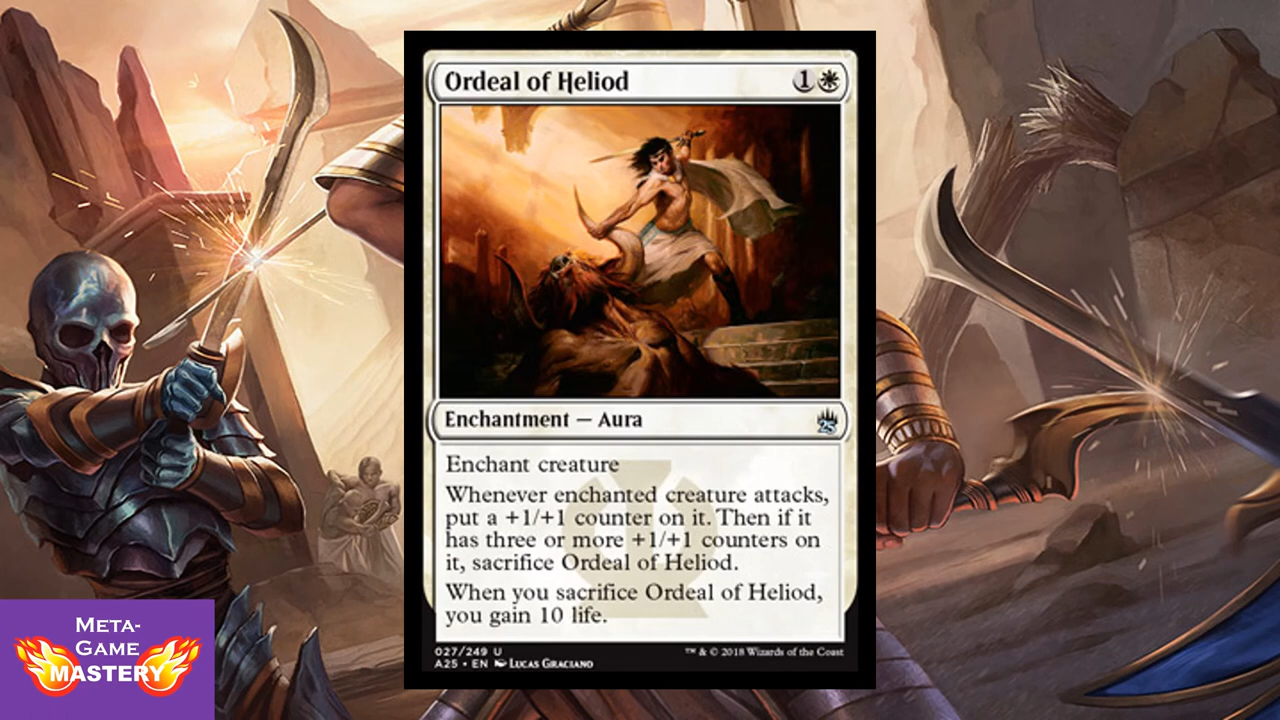 Ordeal of Heliod 1
Enchantment — Aura
25
Enchant creature
Whenever enchanted creature attacks,
put a +1/+1 counter on it. Then if it
has three or more +1/+1 counters on
it, sacrifice Ordeal of Heliod.
When you sacrifice Ordeal of Heliod,
you gain 10 life.
027/249 U
A25 • EN LUCAS GRACIANO
™ & © 2018 Wizards of the Coast
META-
GAME
MASTERY